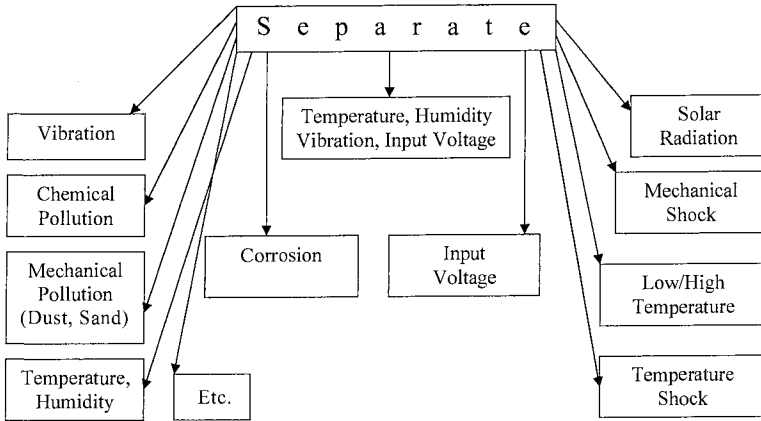 S e p a r a t e
Vibration
Chemical
Pollution
Mechanical
Pollution
(Dust, Sand)
Temperature,
Humidity
Etc.
Corrosion
Temperature, Humidity
Vibration, Input Voltage
Input
Voltage
Solar
Radiation
Mechanical
Shock
Low/High
Temperature
Temperature
Shock